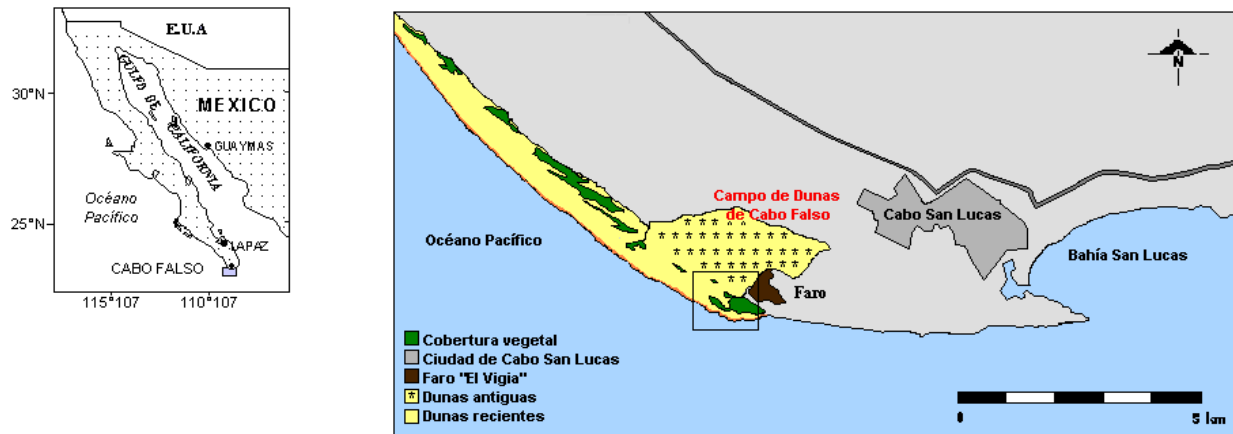 E.U.A
30°N
MEXICO
GOLFO DE
CALIFORNIA
GUAYMAS
Océano
Pacífico
25°N
LAPAZ
CABO FALSO
115°107
110°107
N
Campo de Dunas
de Cabo Falso
Cabo San Lucas
Océano Pacífico
Bahía San Lucas
Faro
Cobertura vegetal
Ciudad de Cabo San Lucas
Faro "El Vigia"
Dunas antiguas
Dunas recientes
0
5 km